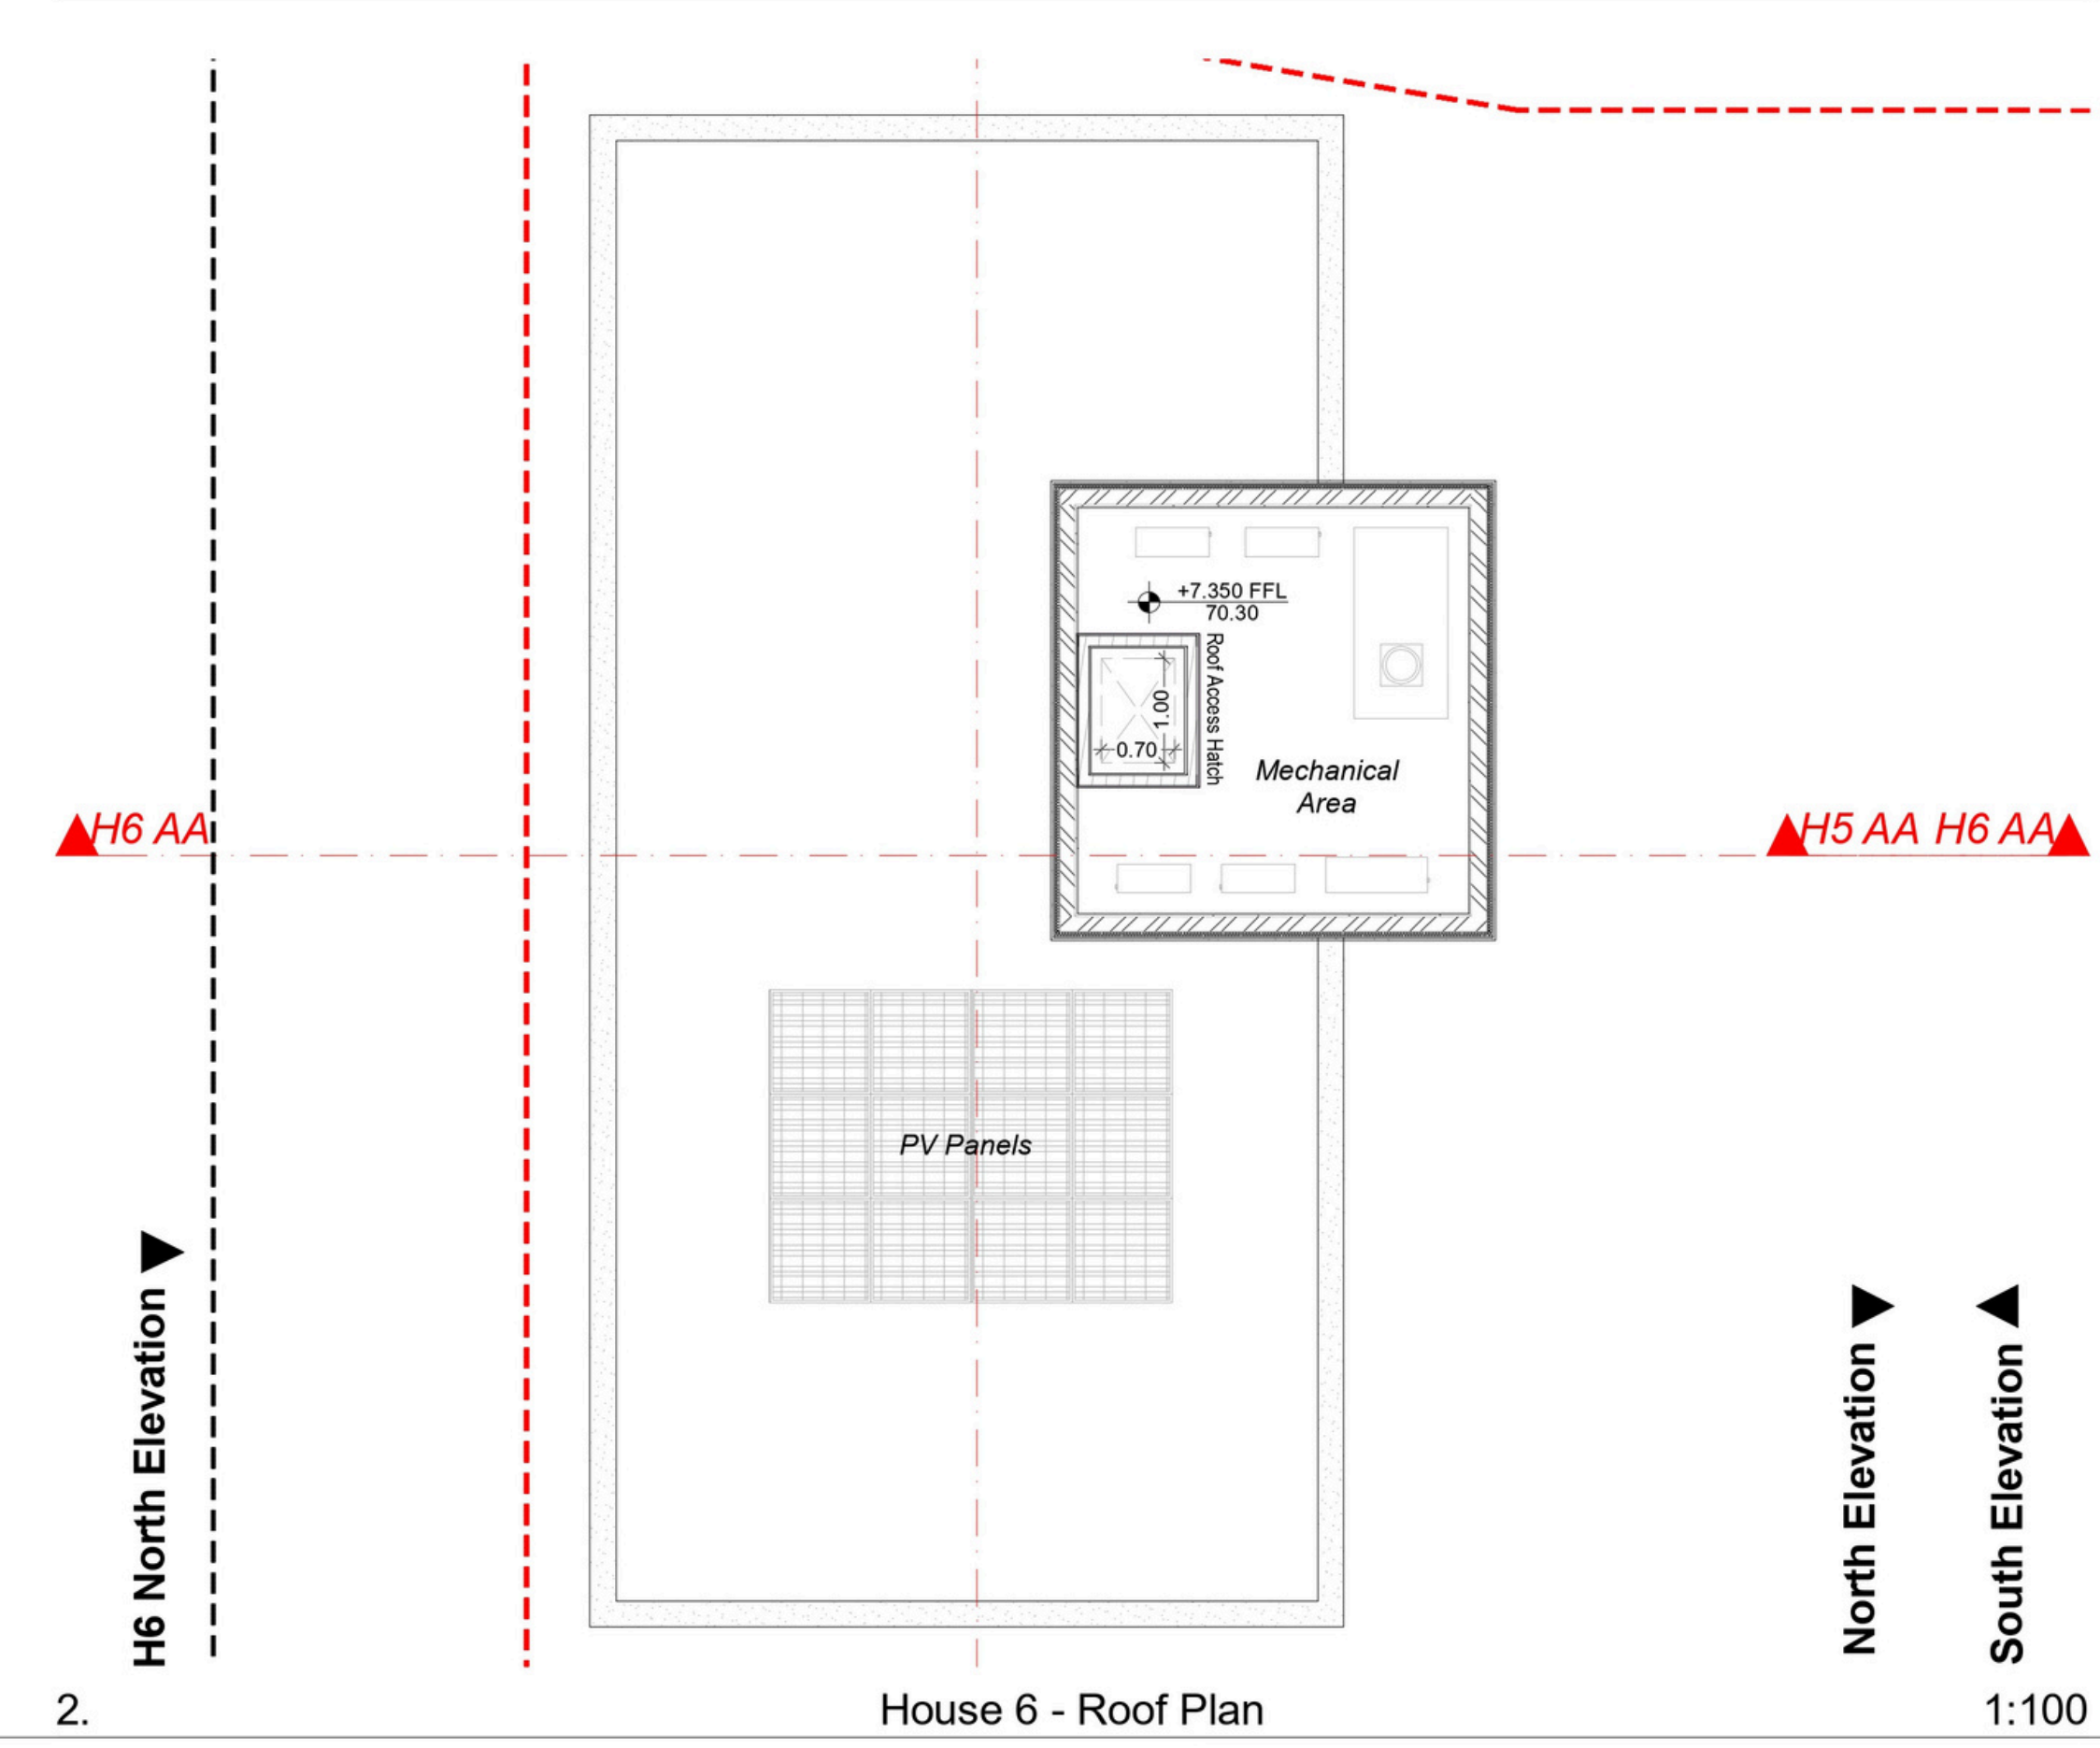 +7.350 FFL
70.30
Roof Access Hatch
1.00
0.70
Mechanical
Area
H6 AA
H5 AA H6 AA
PV Panels
H6 North Elevation
North Elevation
South Elevation
2.
House 6 - Roof Plan
1:100